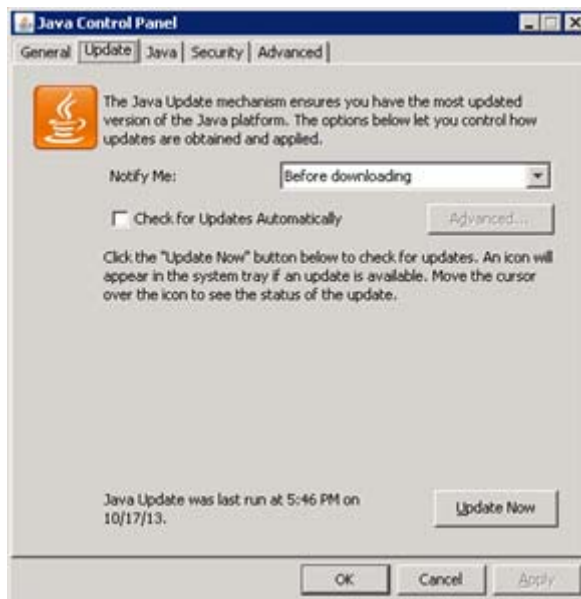 Java Control Panel
General Update Java Security Advanced
The Java Update mechanism ensures you have the most updated
version of the Java platform. The options below let you control how
updates are obtained and applied.
Notify Me: Before downloading
Check for Updates Automatically Advanced...
Click the "Update Now" button below to check for updates. An icon will
appear in the system tray if an update is available. Move the cursor
over the icon to see the status of the update.
Java Update was last run at 5:46 PM on
10/17/13.
Update Now
OK Cancel Apply